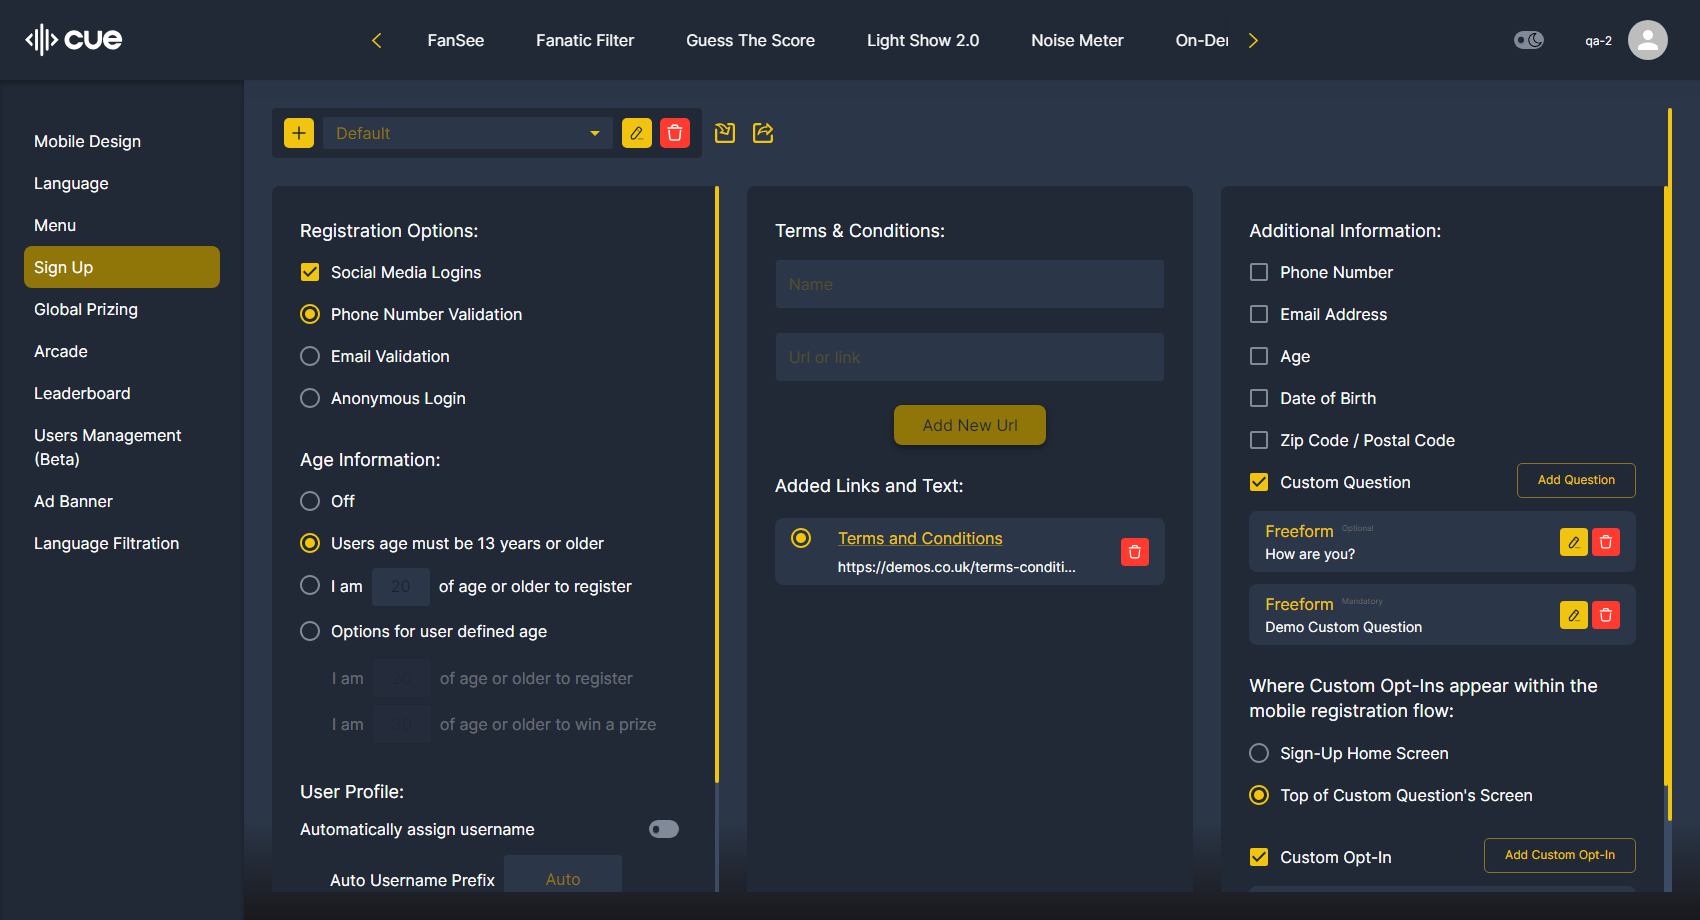 cue
FanSee
Fanatic Filter
Guess The Score
Light Show 2.0
Noise Meter
On-Der
qa-2
Mobile Design
Language
Menu
Sign Up
Global Prizing
Arcade
Leaderboard
Users Management
(Beta)
Ad Banner
Language Filtration
Default
Registration Options:
Social Media Logins
Phone Number Validation
Email Validation
Anonymous Login
Age Information:
Off
Users age must be 13 years or older
I am 20 of age or older to register
Options for user defined age
I am 20 of age or older to register
I am 30 of age or older to win a prize
User Profile:
Automatically assign username
Auto Username Prefix Auto
Terms & Conditions:
Name
Url or link
Add New Url
Added Links and Text:
Terms and Conditions
https://demos.co.uk/terms-conditi...
Additional Information:
Phone Number
Email Address
Age
Date of Birth
Zip Code / Postal Code
Custom Question Add Question
Freeform Optional
How are you?
Freeform Mandatory
Demo Custom Question
Where Custom Opt-Ins appear within the
mobile registration flow:
Sign-Up Home Screen
Top of Custom Question's Screen
Custom Opt-In Add Custom Opt-In